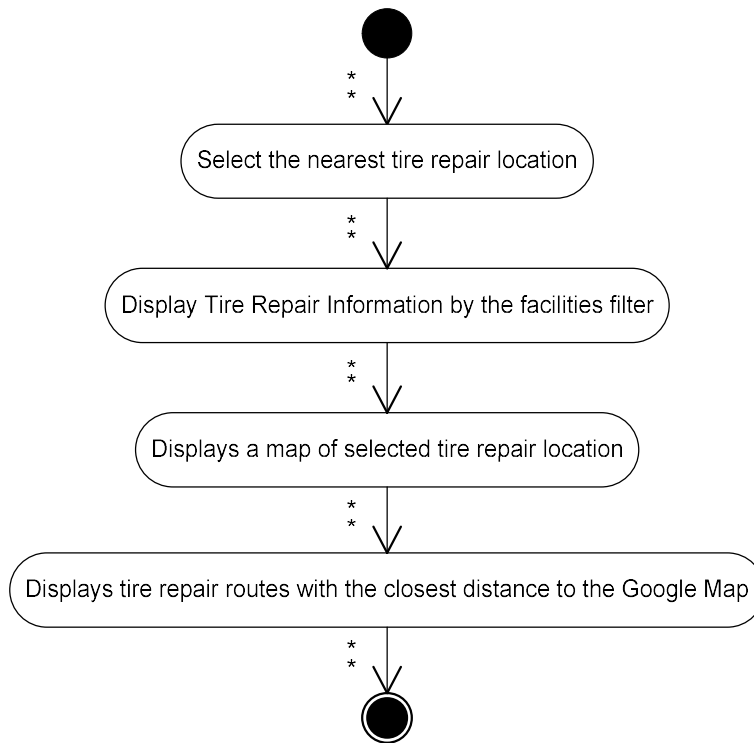 *
*
Select the nearest tire repair location
*
*
Display Tire Repair Information by the facilities filter
*
*
Displays a map of selected tire repair location
*
*
Displays tire repair routes with the closest distance to the Google Map
*
*